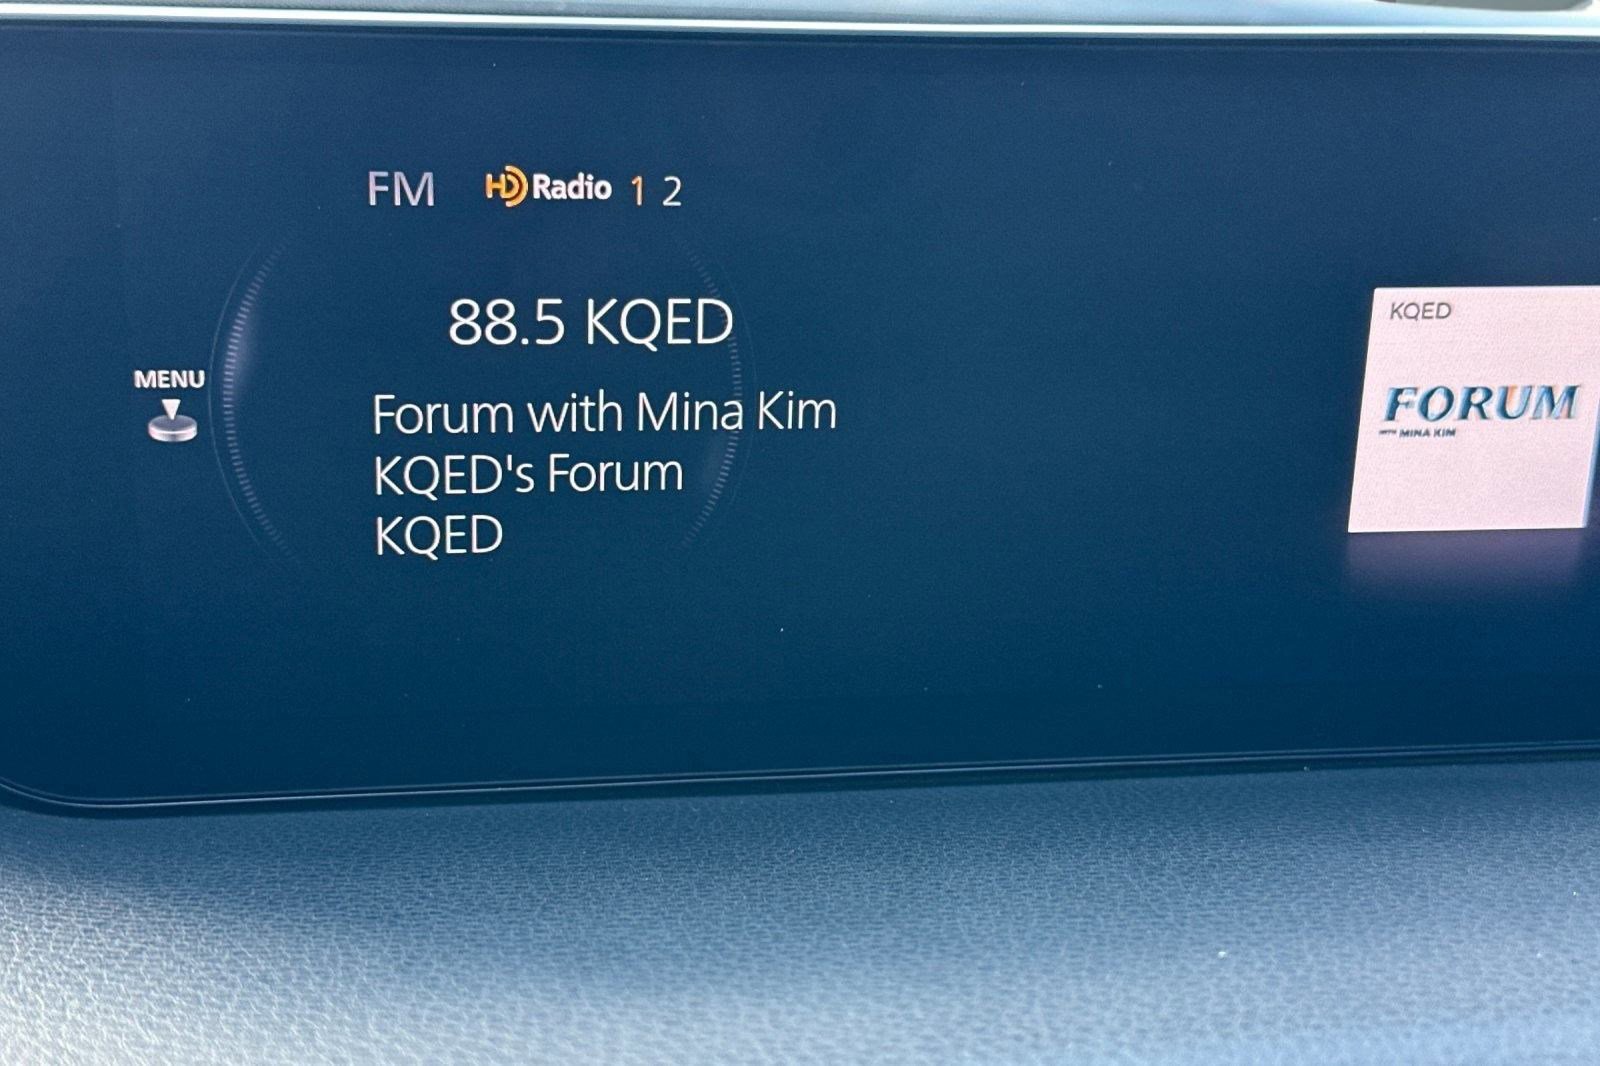 FM HD Radio 1 2
88.5 KQED
MENU
Forum with Mina Kim
KQED's Forum
KQED
KQED
FORUM
WITH MINA KIM